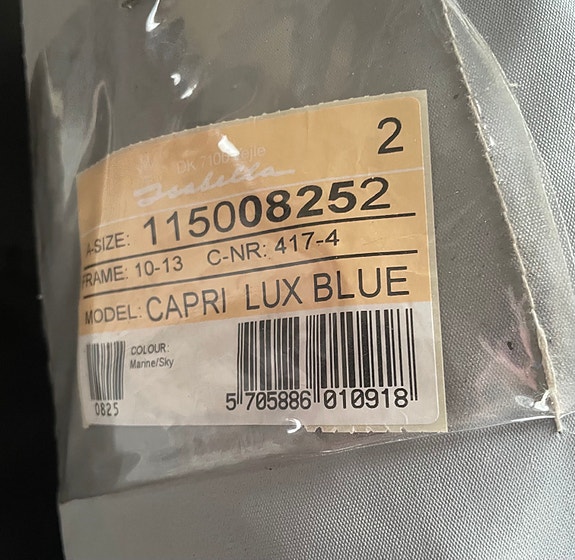 2
DK 7100 Vejle
Isabella
A-SIZE: 115008252
FRAME: 10-13 C-NR: 417-4
MODEL: CAPRI LUX BLUE
COLOUR:
Marine/Sky
0825
5 705886 010918